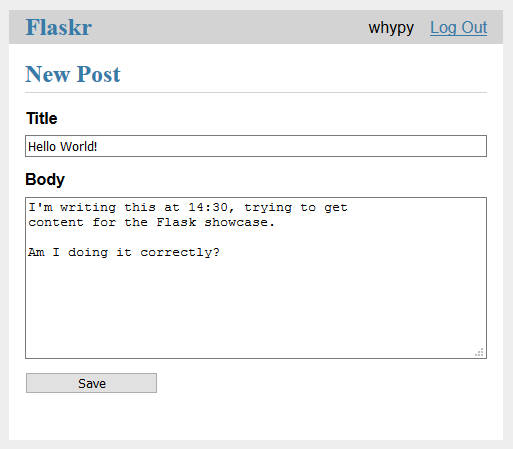 Flaskr
whypy
Log Out
New Post
Title
Hello World!
Body
I'm writing this at 14:30, trying to get
content for the Flask showcase.
Am I doing it correctly?
Save